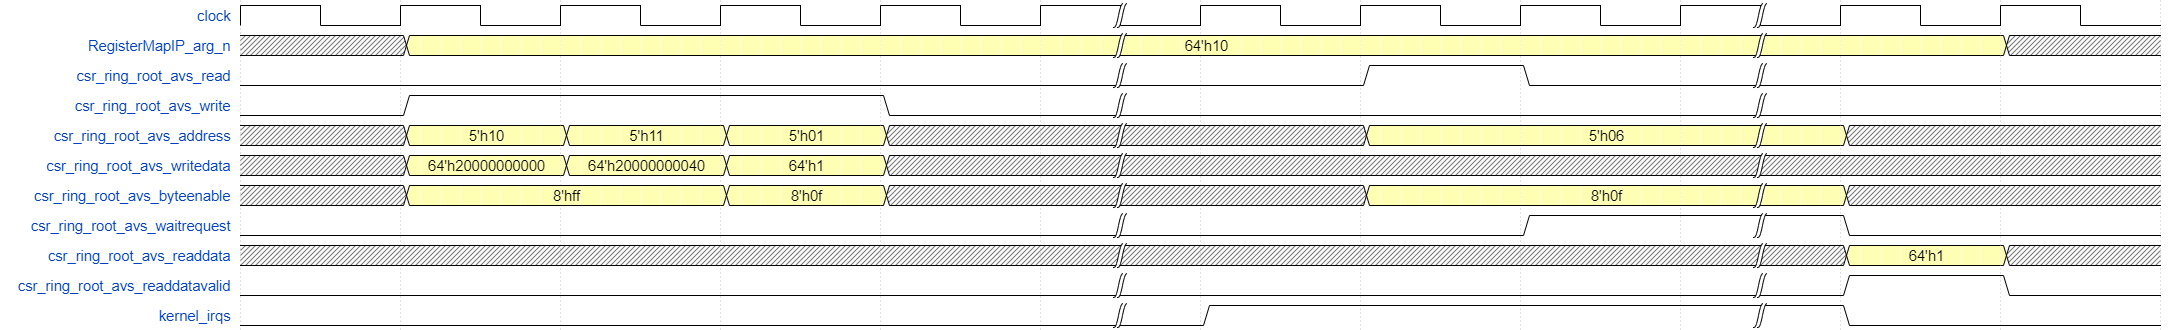 clock
RegisterMapIP_arg_n 64'h10
csr_ring_root_avs_read
csr_ring_root_avs_write
csr_ring_root_avs_address 5'h10 5'h11 5'h01 5'h06
csr_ring_root_avs_writedata 64'h20000000000 64'h20000000040 64'h1
csr_ring_root_avs_byteenable 8'hff 8'h0f 8'h0f
csr_ring_root_avs_waitrequest
csr_ring_root_avs_readdata 64'h1
csr_ring_root_avs_readdatavalid
kernel_irqs